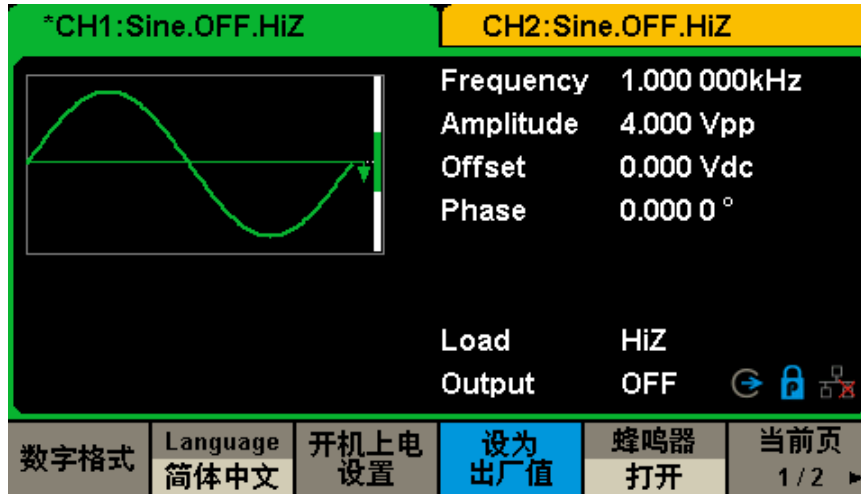 *CH1:Sine.OFF.HiZ
CH2:Sine.OFF.HiZ
Frequency 1.000 000kHz
Amplitude 4.000 Vpp
Offset 0.000 Vdc
Phase 0.000 0 °
Load HiZ
Output OFF
P
数字格式
Language
简体中文
开机上电
设置
设为
出厂值
蜂鸣器
打开
当前页
1/2